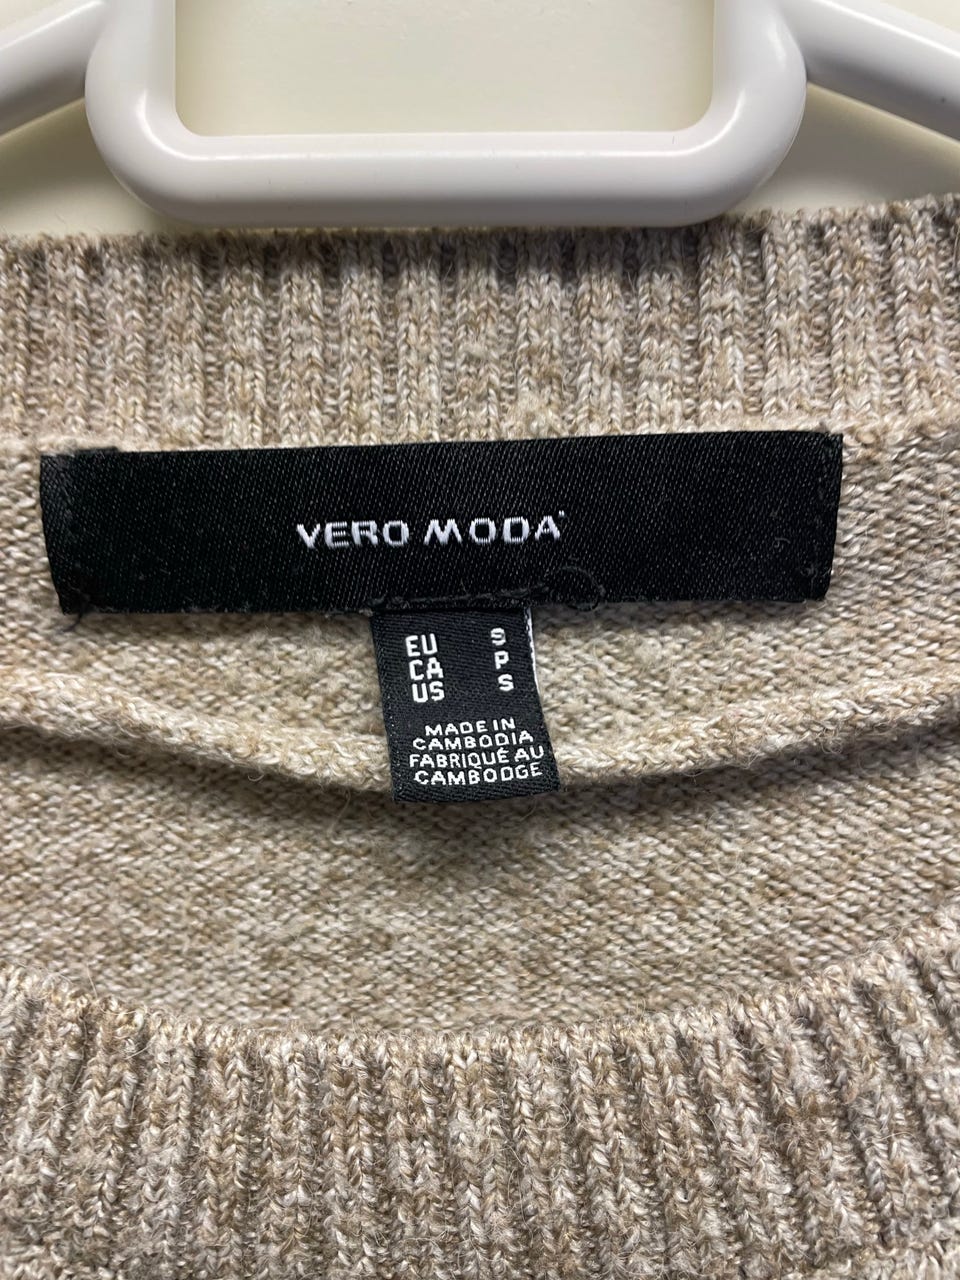 VERO MODA
EU S
CA P
US S
MADE IN
CAMBODIA
FABRIQUÉ AU
CAMBODGE